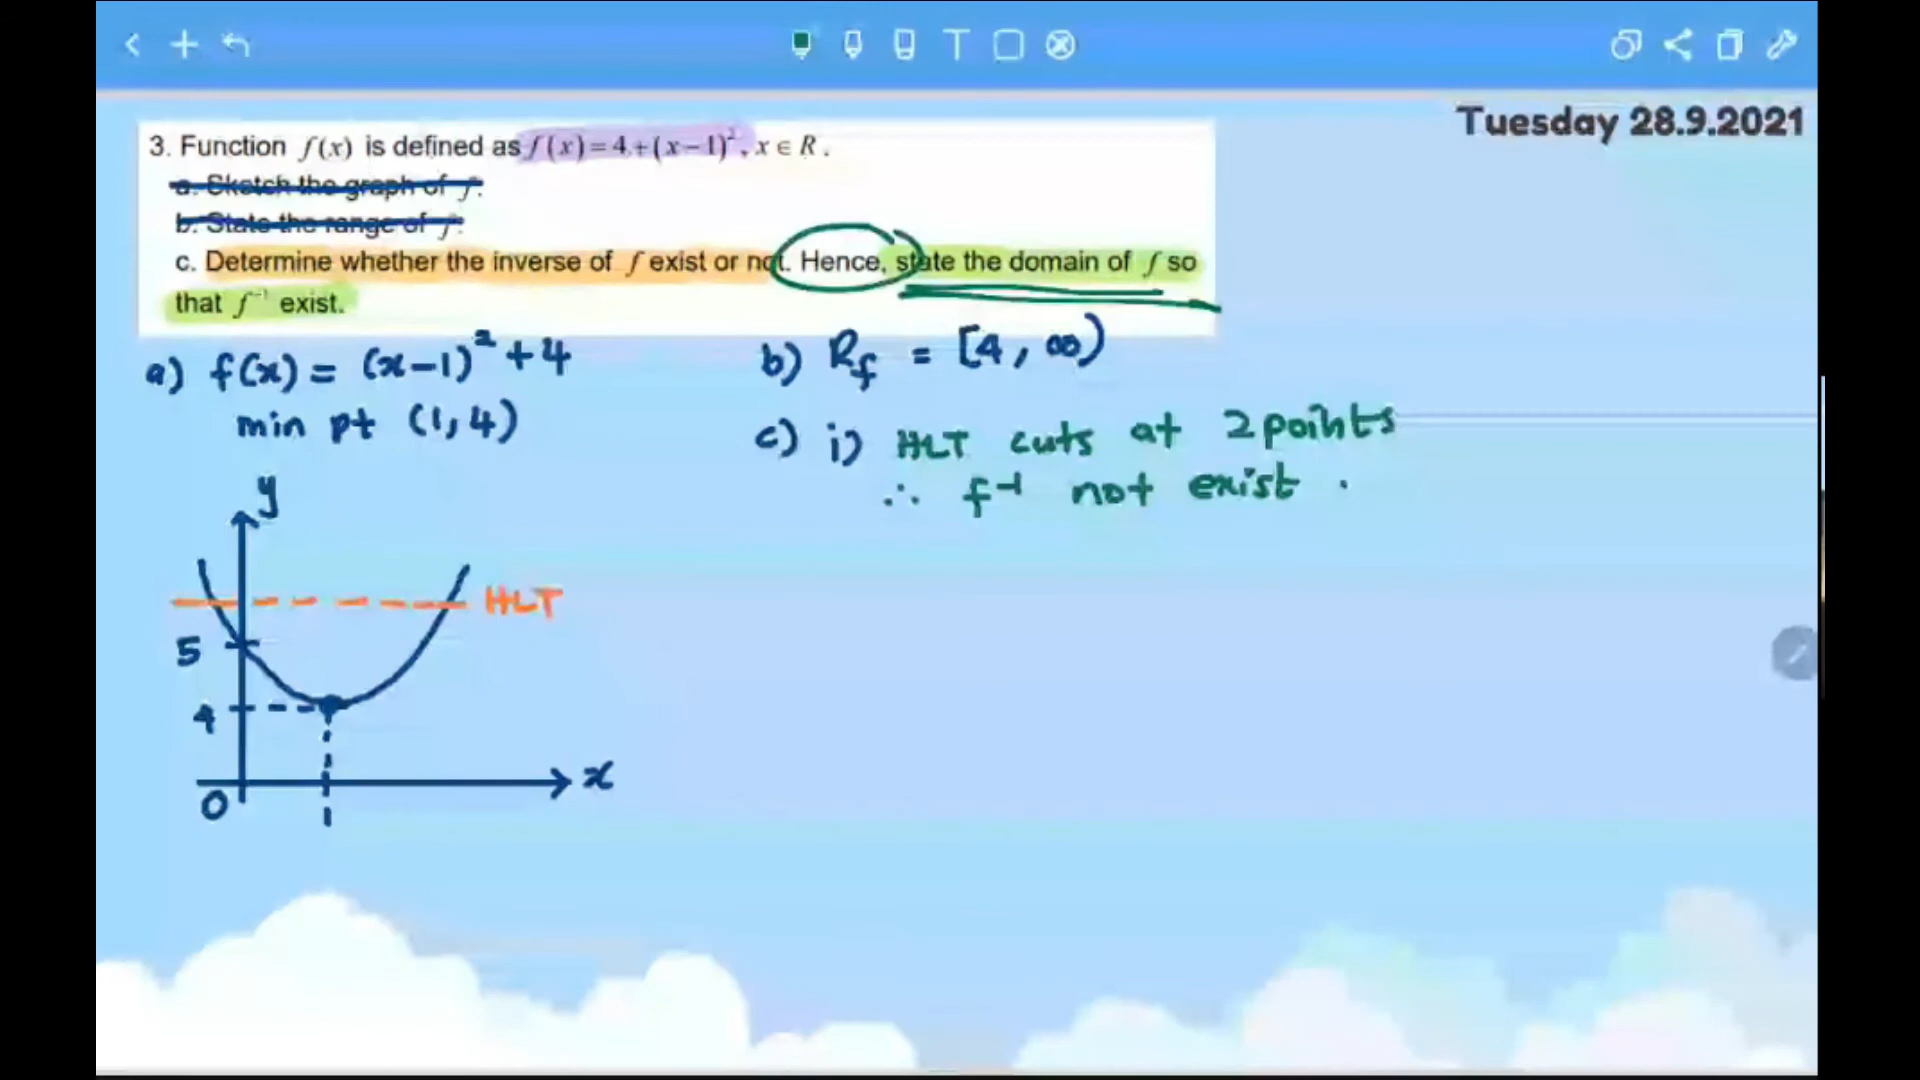 T
Tuesday 28.9.2021
3. Function f(x) is defined as f(x)=4+(x−1)², x∈R.
a. Sketch the graph of f.
b. State the range of f.
c. Determine whether the inverse of f exist or not. Hence, state the domain of f so
that f⁻¹ exist.
a) f(x) = (x−1)² + 4
min pt (1,4)
b) Rf = [4, ∞)
c) i) HLT cuts at 2 points
∴ f⁻¹ not exist.
y
HLT
5
4
x
0
1